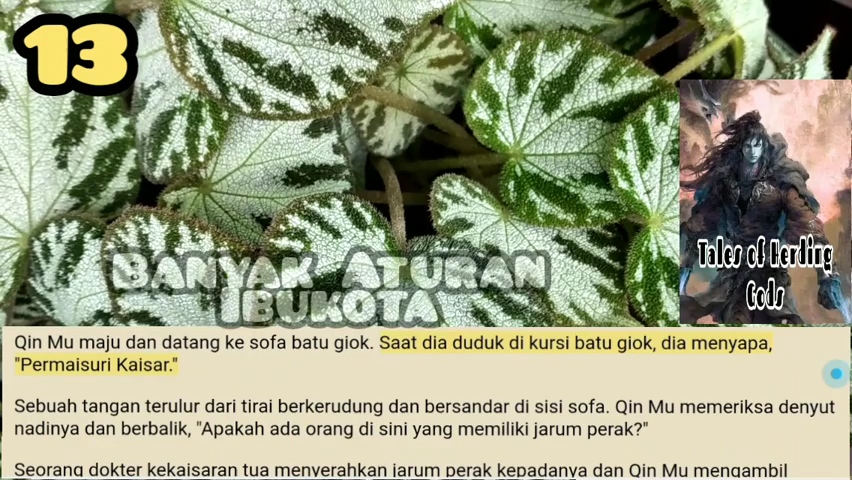 13
Tales of Herding
Gods
BANYAK ATURAN
IBUKOTA
Qin Mu maju dan datang ke sofa batu giok. Saat dia duduk di kursi batu giok, dia menyapa,
"Permaisuri Kaisar."
Sebuah tangan terulur dari tirai berkerudung dan bersandar di sisi sofa. Qin Mu memeriksa denyut
nadinya dan berbalik, "Apakah ada orang di sini yang memiliki jarum perak?"
Seorang dokter kekaisaran tua menyerahkan jarum perak kepadanya dan Qin Mu mengambil